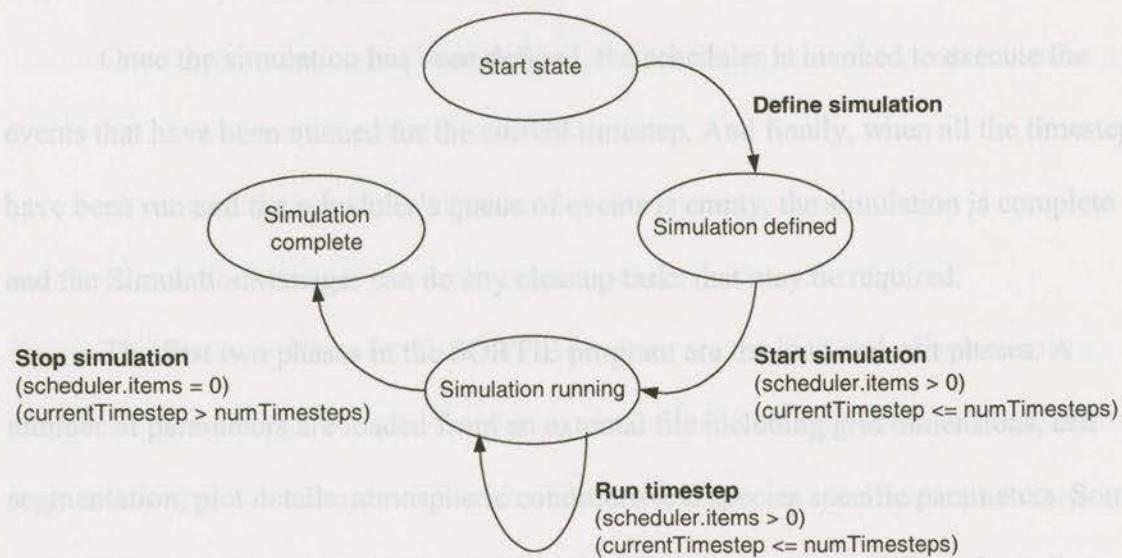 Start state
Define simulation
Simulation
complete
Simulation defined
Stop simulation
(scheduler.items = 0)
(currentTimestep > numTimesteps)
Simulation running
Start simulation
(scheduler.items > 0)
(currentTimestep <= numTimesteps)
Run timestep
(scheduler.items > 0)
(currentTimestep <= numTimesteps)
Once the simulation has been defined, the scheduler is invoked to execute the
events that have been queued for the current timestep. And finally, when all the timestep
have been run and the scheduler's queue of events is empty, the simulation is complete
and the SimulationManager can do any cleanup tasks that may be required.
first two phases in the SORTIE program are the phases. A
number of parameters are loaded from an external file including grid dimensions, cell
segmentation, plot details, atmospheric species specific parameters. Som